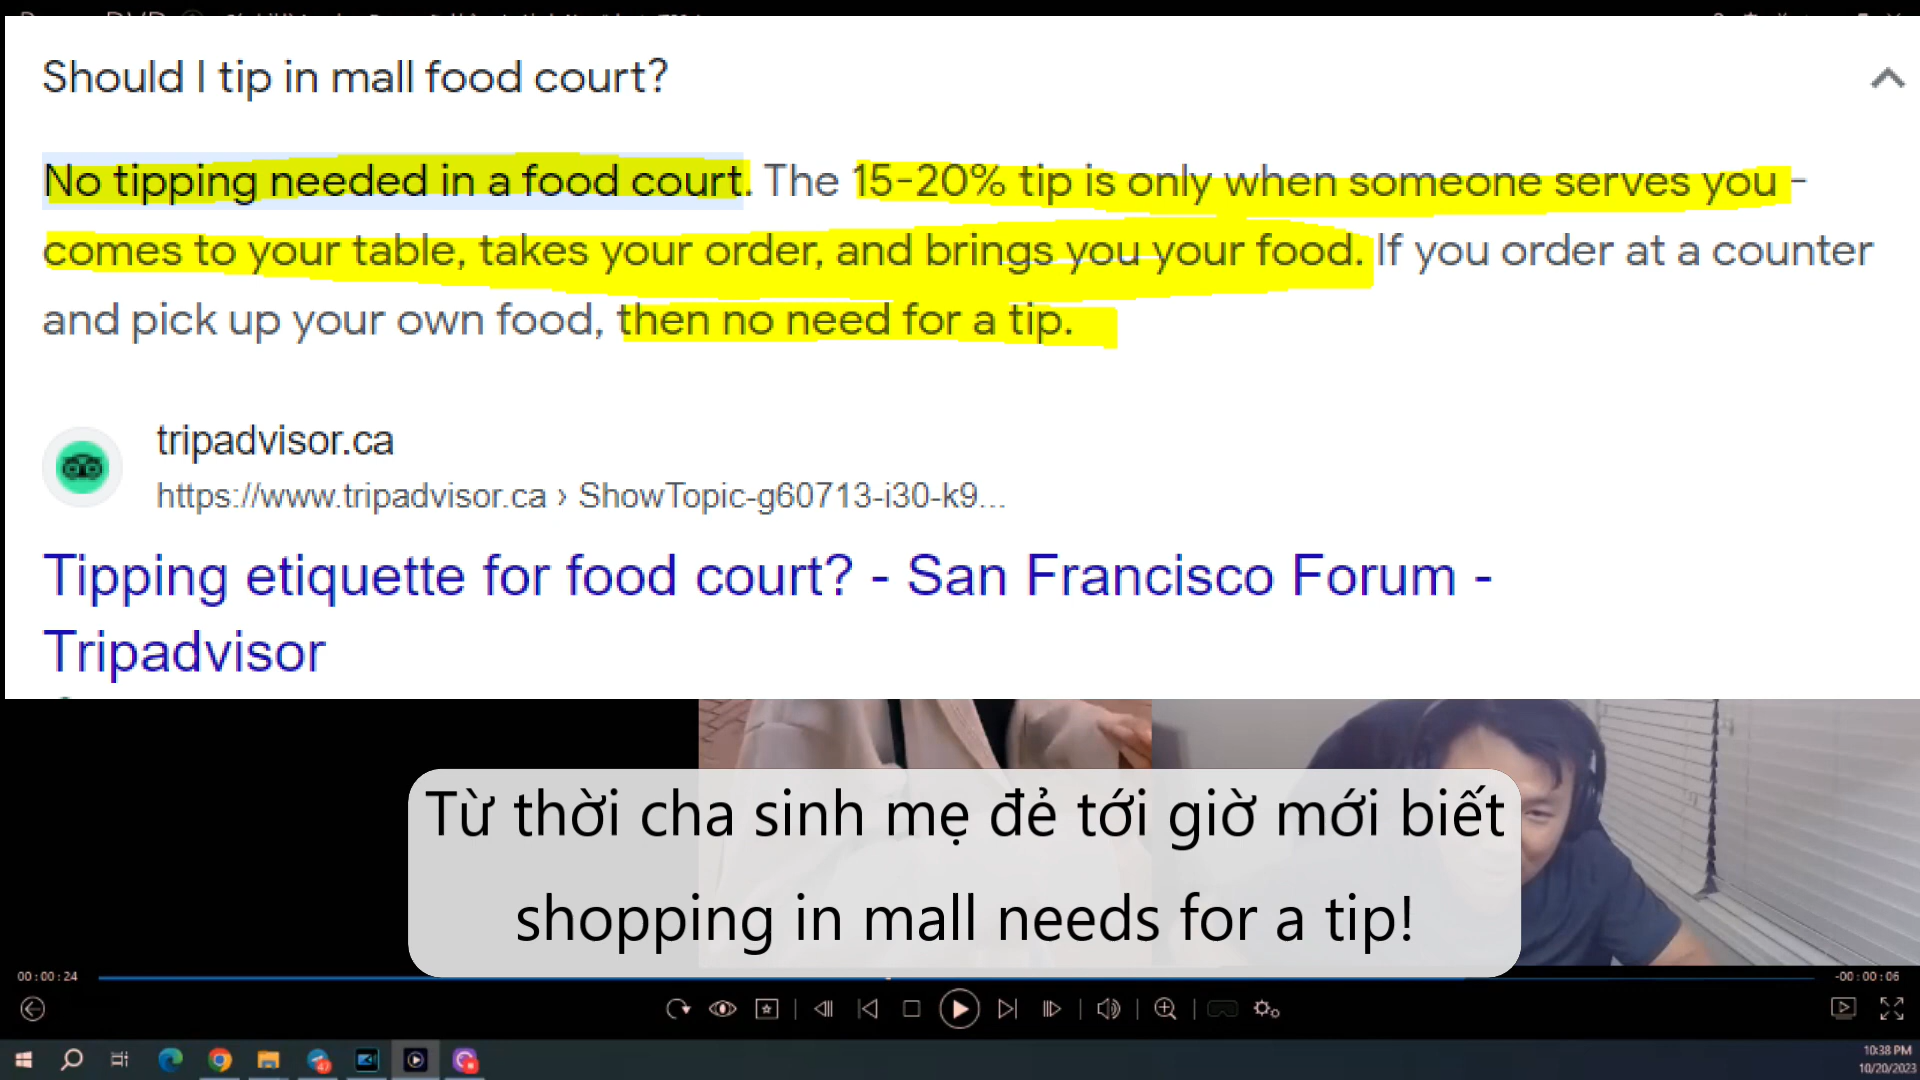 Should I tip in mall food court?
No tipping needed in a food court. The 15-20% tip is only when someone serves you -
comes to your table, takes your order, and brings you your food. If you order at a counter
and pick up your own food, then no need for a tip.
tripadvisor.ca
https://www.tripadvisor.ca › ShowTopic-g60713-i30-k9...
Tipping etiquette for food court? - San Francisco Forum -
Tripadvisor
Từ thời cha sinh mẹ đẻ tới giờ mới biết
shopping in mall needs for a tip!
00:00:24
-00:00:06
10:38 PM
10/20/2023